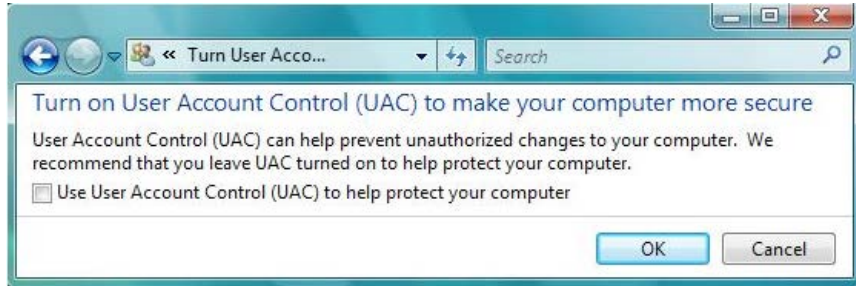 « Turn User Acco...
Search
Turn on User Account Control (UAC) to make your computer more secure
User Account Control (UAC) can help prevent unauthorized changes to your computer. We
recommend that you leave UAC turned on to help protect your computer.
Use User Account Control (UAC) to help protect your computer
OK
Cancel